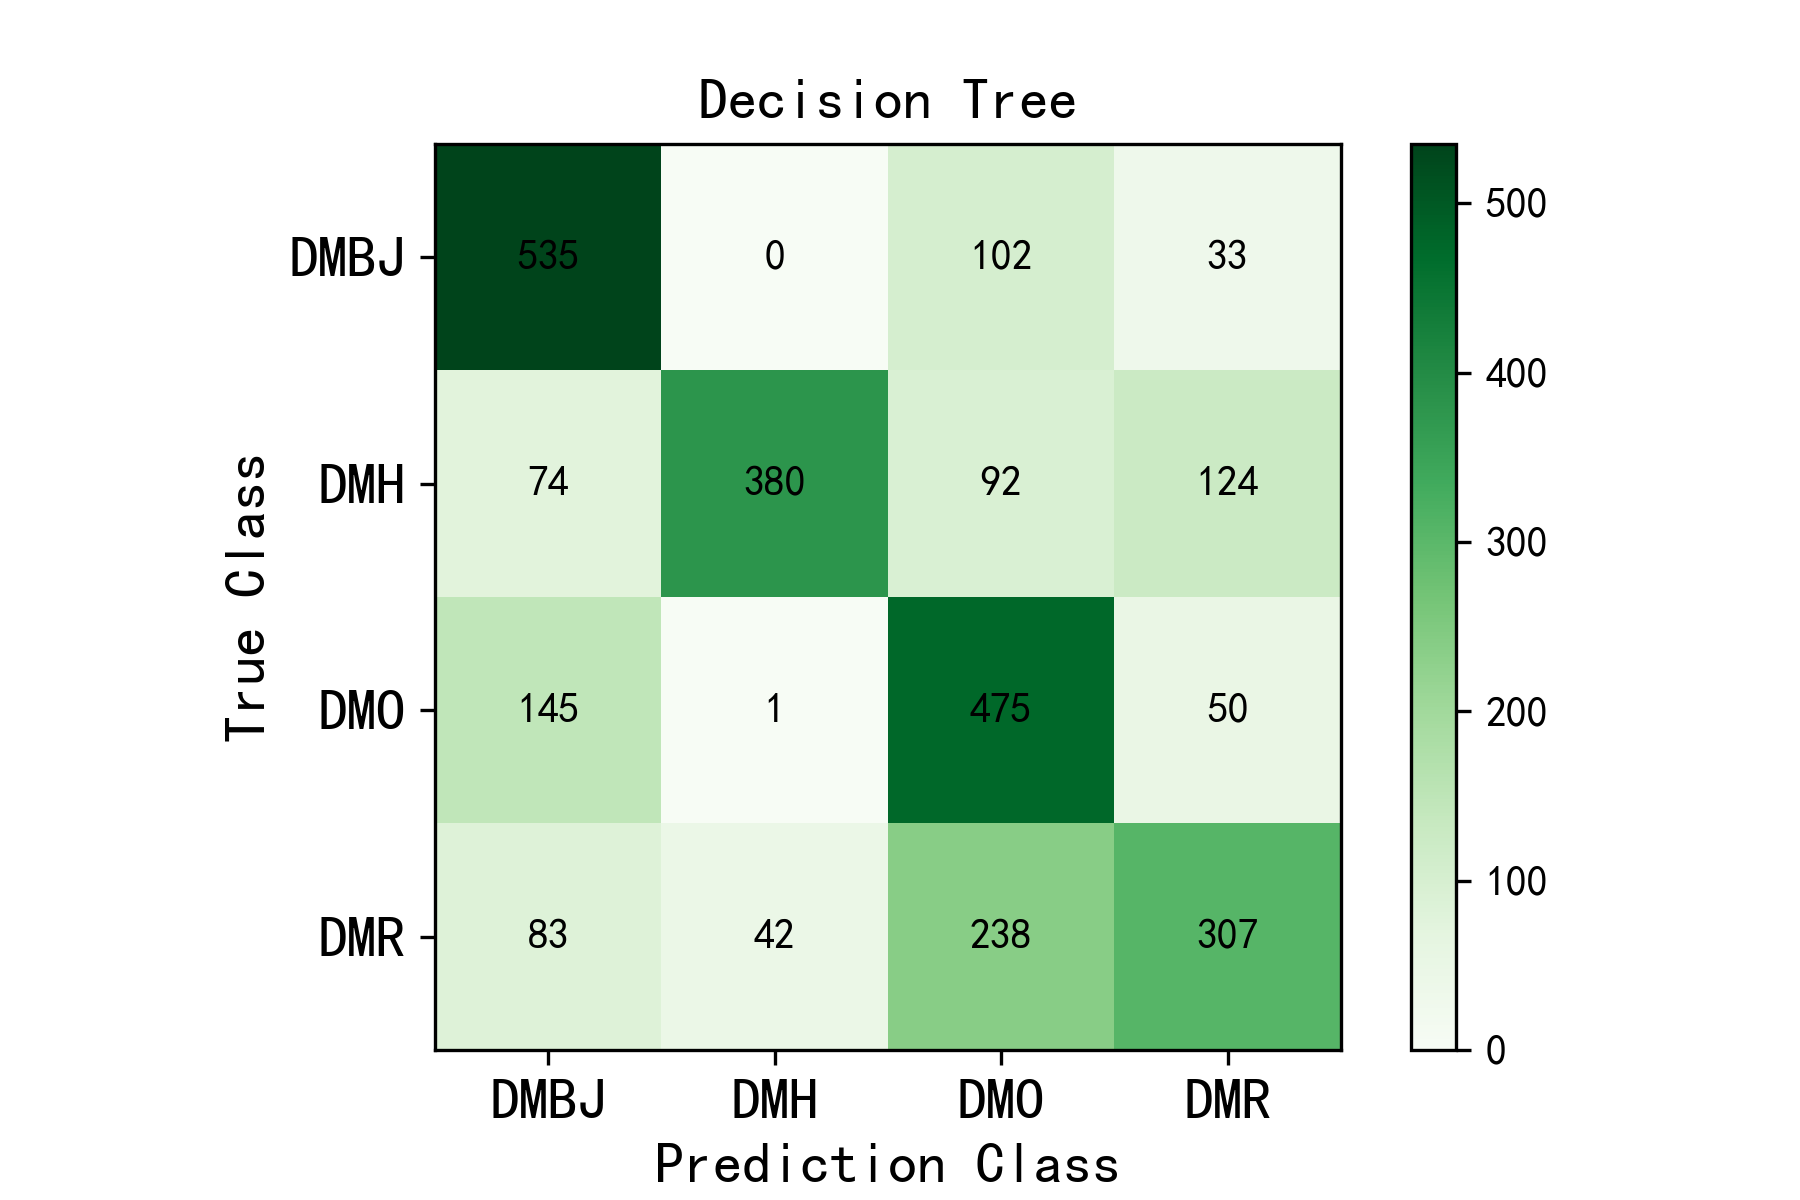 Decision Tree
DMBJ 535 0 102 33
DMH 74 380 92 124
DMO 145 1 475 50
DMR 83 42 238 307
DMBJ DMH DMO DMR
Prediction Class
True Class
500
400
300
200
100
0